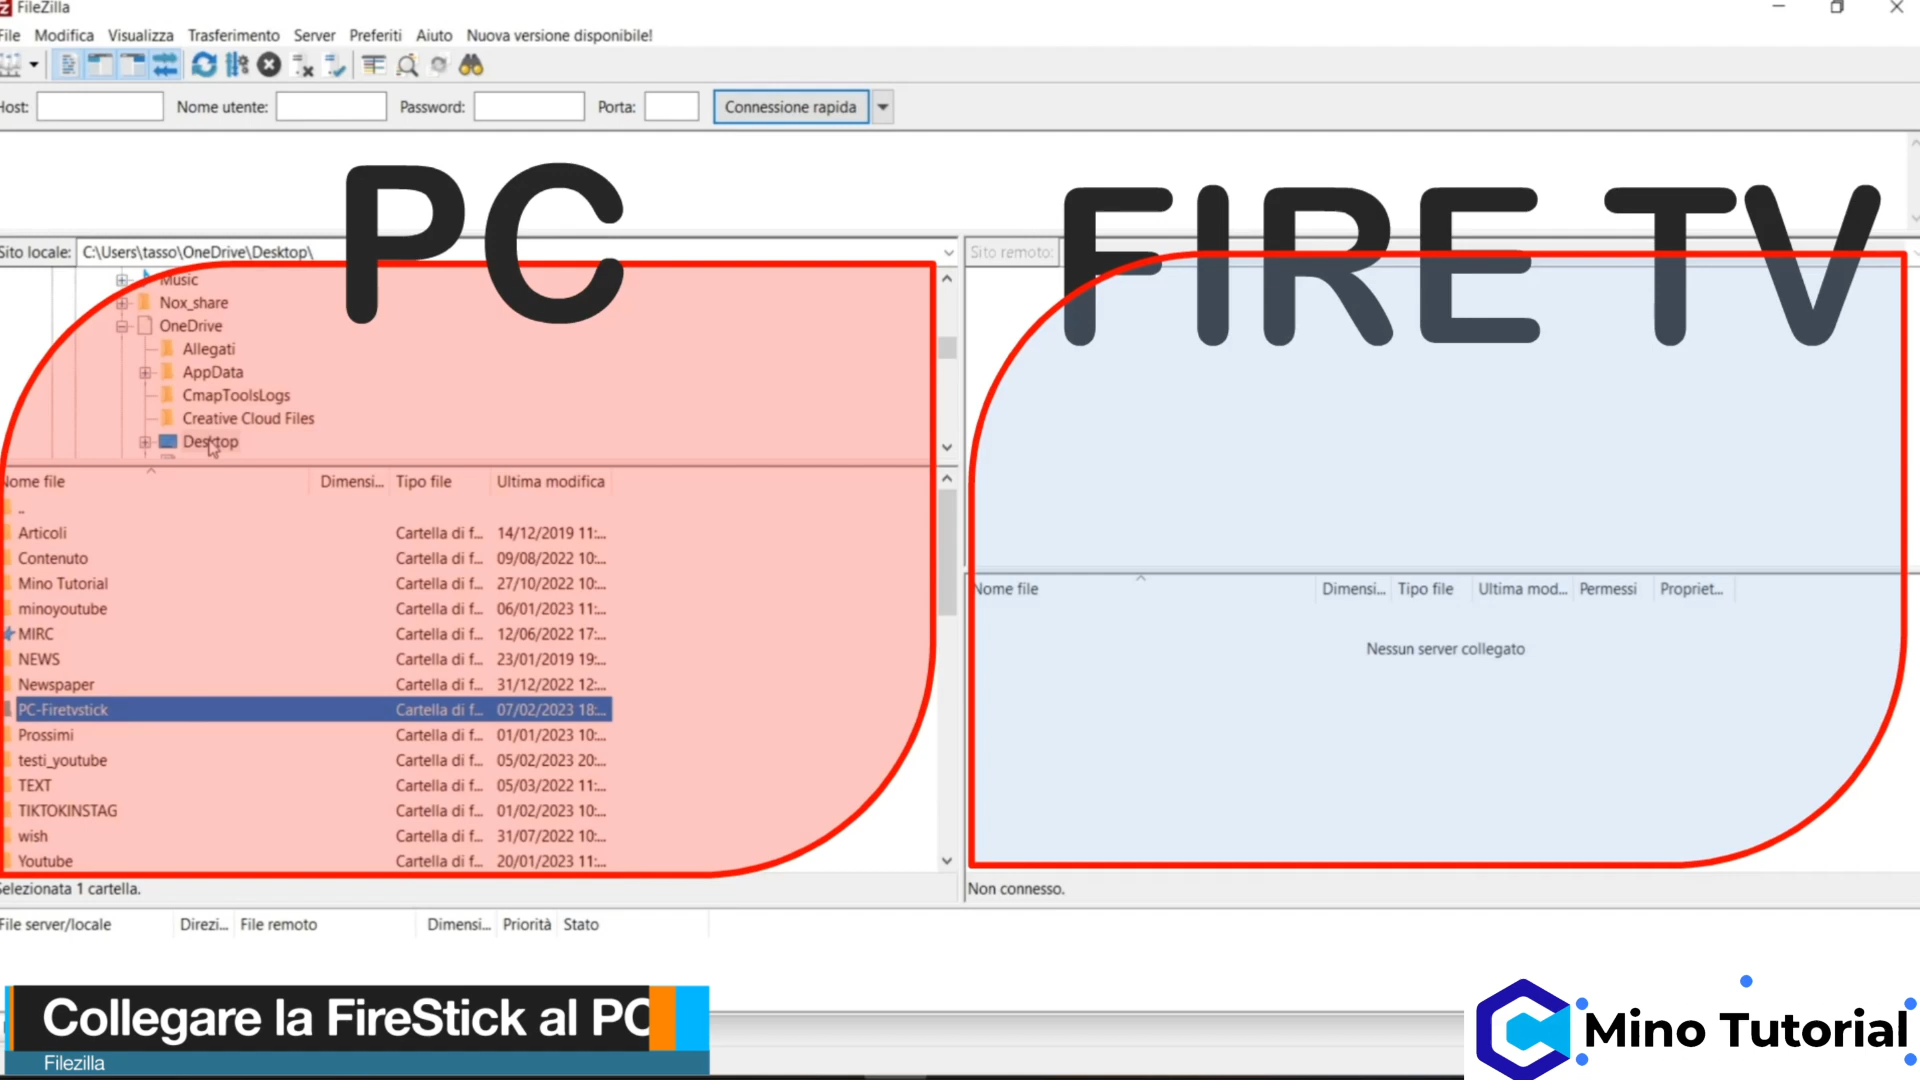 FileZilla
File Modifica Visualizza Trasferimento Server Preferiti Aiuto Nuova versione disponibile!
Host: Nome utente: Password: Porta: Connessione rapida
PC
FIRE TV
Sito locale: C:\Users\tasso\OneDrive\Desktop\
Sito remoto:
Music
Nox_share
OneDrive
Allegati
AppData
CmapToolsLogs
Creative Cloud Files
Desktop
Nome file Dimensi... Tipo file Ultima modifica
..
Articoli Cartella di f... 14/12/2019 11:...
Contenuto Cartella di f... 09/08/2022 10:...
Mino Tutorial Cartella di f... 27/10/2022 10:...
minoyoutube Cartella di f... 06/01/2023 11:...
MIRC Cartella di f... 12/06/2022 17:...
NEWS Cartella di f... 23/01/2019 19:...
Newspaper Cartella di f... 31/12/2022 12:...
PC-Firetvstick Cartella di f... 07/02/2023 18:...
Prossimi Cartella di f... 01/01/2023 10:...
testi_youtube Cartella di f... 05/02/2023 20:...
TEXT Cartella di f... 05/03/2022 11:...
TIKTOKINSTAG Cartella di f... 01/02/2023 10:...
wish Cartella di f... 31/07/2022 10:...
Youtube Cartella di f... 20/01/2023 11:...
Selezionata 1 cartella.
Nome file Dimensi... Tipo file Ultima mod... Permessi Propriet...
Nessun server collegato
Non connesso.
File server/locale Direzi... File remoto Dimensi... Priorità Stato
Collegare la FireStick al PC
Filezilla
Mino Tutorial